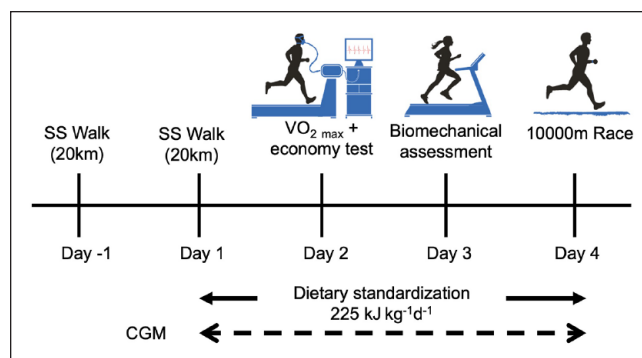 SS Walk
(20km)
SS Walk
(20km)
VO2 max +
economy test
Biomechanical
assessment
10000m Race
Day -1
Day 1
Day 2
Day 3
Day 4
Dietary standardization
225 kJ kg-1d-1
CGM